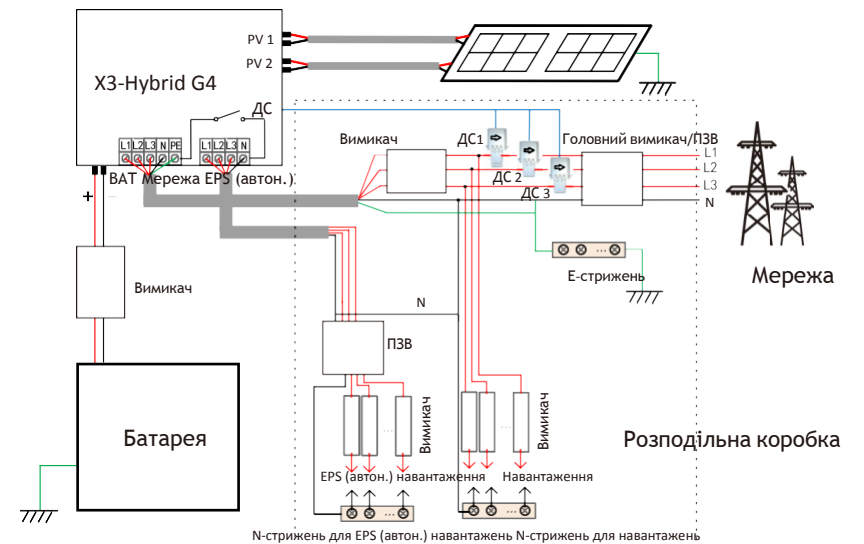 PV 1
PV 2
X3-Hybrid G4
ДС
L1 L2 L3 N PE
L1 L2 L3 N
BAT Мережа EPS (автон.)
+
–
Вимикач
ДС1
ДС 2
ДС 3
Головний вимикач/ПЗВ
L1
L2
L3
N
Е-стрижень
Мережа
Вимикач
N
ПЗВ
Вимикач
Вимикач
...
...
Батарея
Розподільна коробка
EPS (автон.) навантаження
Навантаження
...
...
N-стрижень для EPS (автон.) навантажень N-стрижень для навантажень